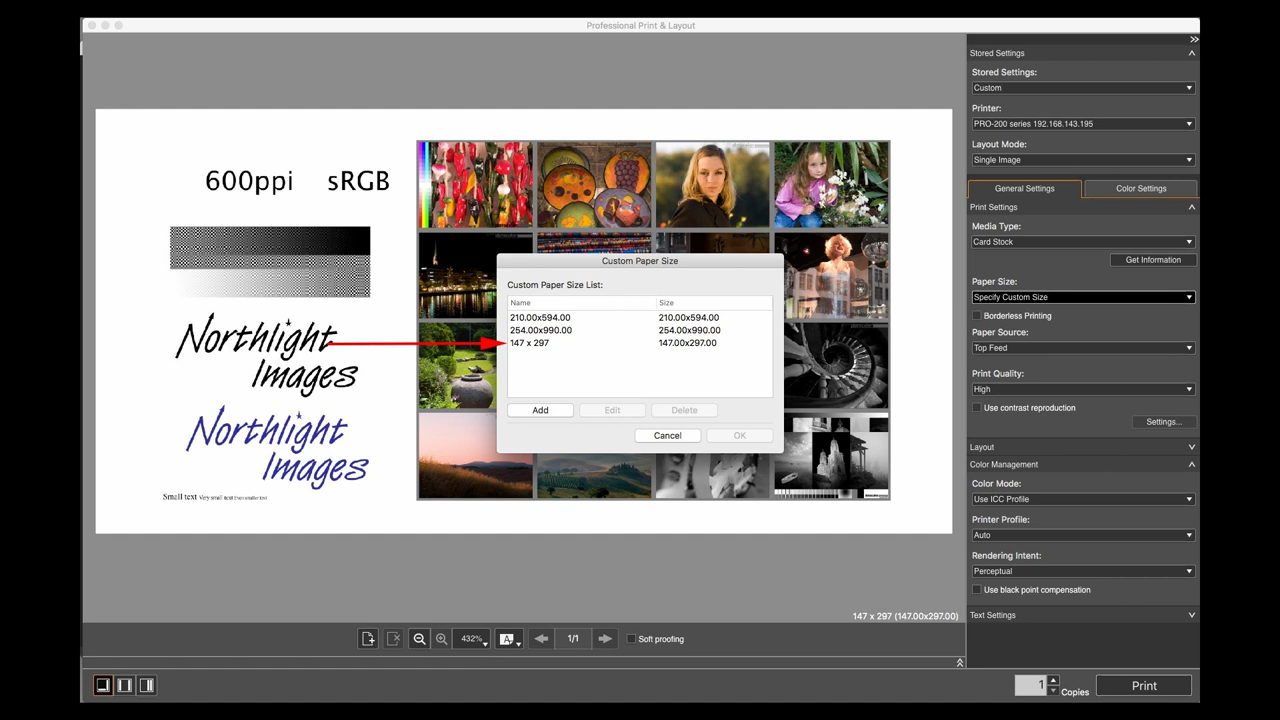 Professional Print & Layout
600ppi sRGB
Northlight
Images
Northlight
Images
Small text Very small text Even smaller text
Custom Paper Size
Custom Paper Size List:
Name Size
210.00x594.00 210.00x594.00
254.00x990.00 254.00x990.00
147 x 297 147.00x297.00
Add Edit Delete
Cancel OK
147 x 297 (147.00x297.00)
432% A 1/1 Soft proofing
Stored Settings
Stored Settings:
Custom
Printer:
PRO-200 series 192.168.143.195
Layout Mode:
Single Image
General Settings Color Settings
Print Settings
Media Type:
Card Stock
Get Information
Paper Size:
Specify Custom Size
Borderless Printing
Paper Source:
Top Feed
Print Quality:
High
Use contrast reproduction
Settings...
Layout
Color Management
Color Mode:
Use ICC Profile
Printer Profile:
Auto
Rendering Intent:
Perceptual
Use black point compensation
Text Settings
1 Copies Print